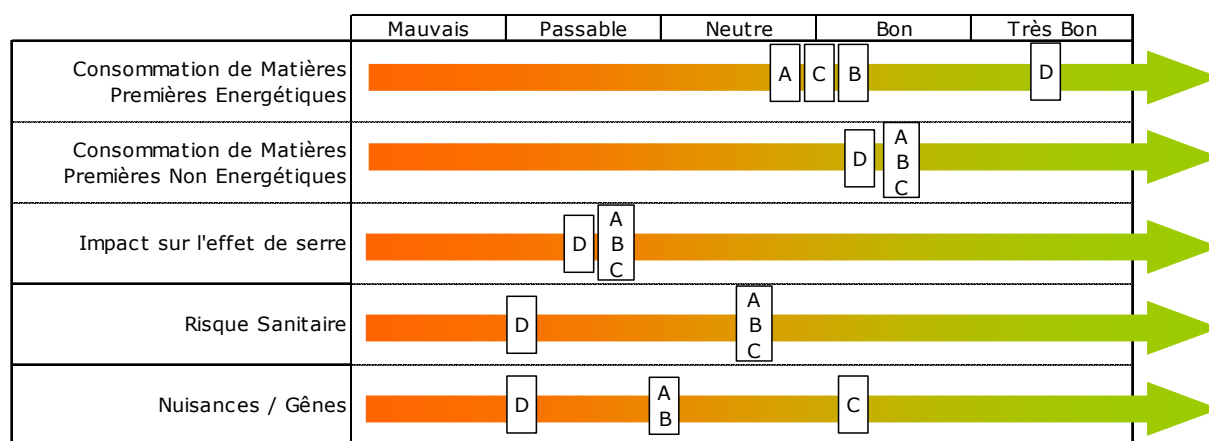 Mauvais Passable Neutre Bon Très Bon
Consommation de Matières
Premières Energétiques
A C B D
Consommation de Matières
Premières Non Energétiques
D
A
B
C
Impact sur l'effet de serre
D
A
B
C
Risque Sanitaire
D
A
B
C
Nuisances / Gênes
D
A
B
C